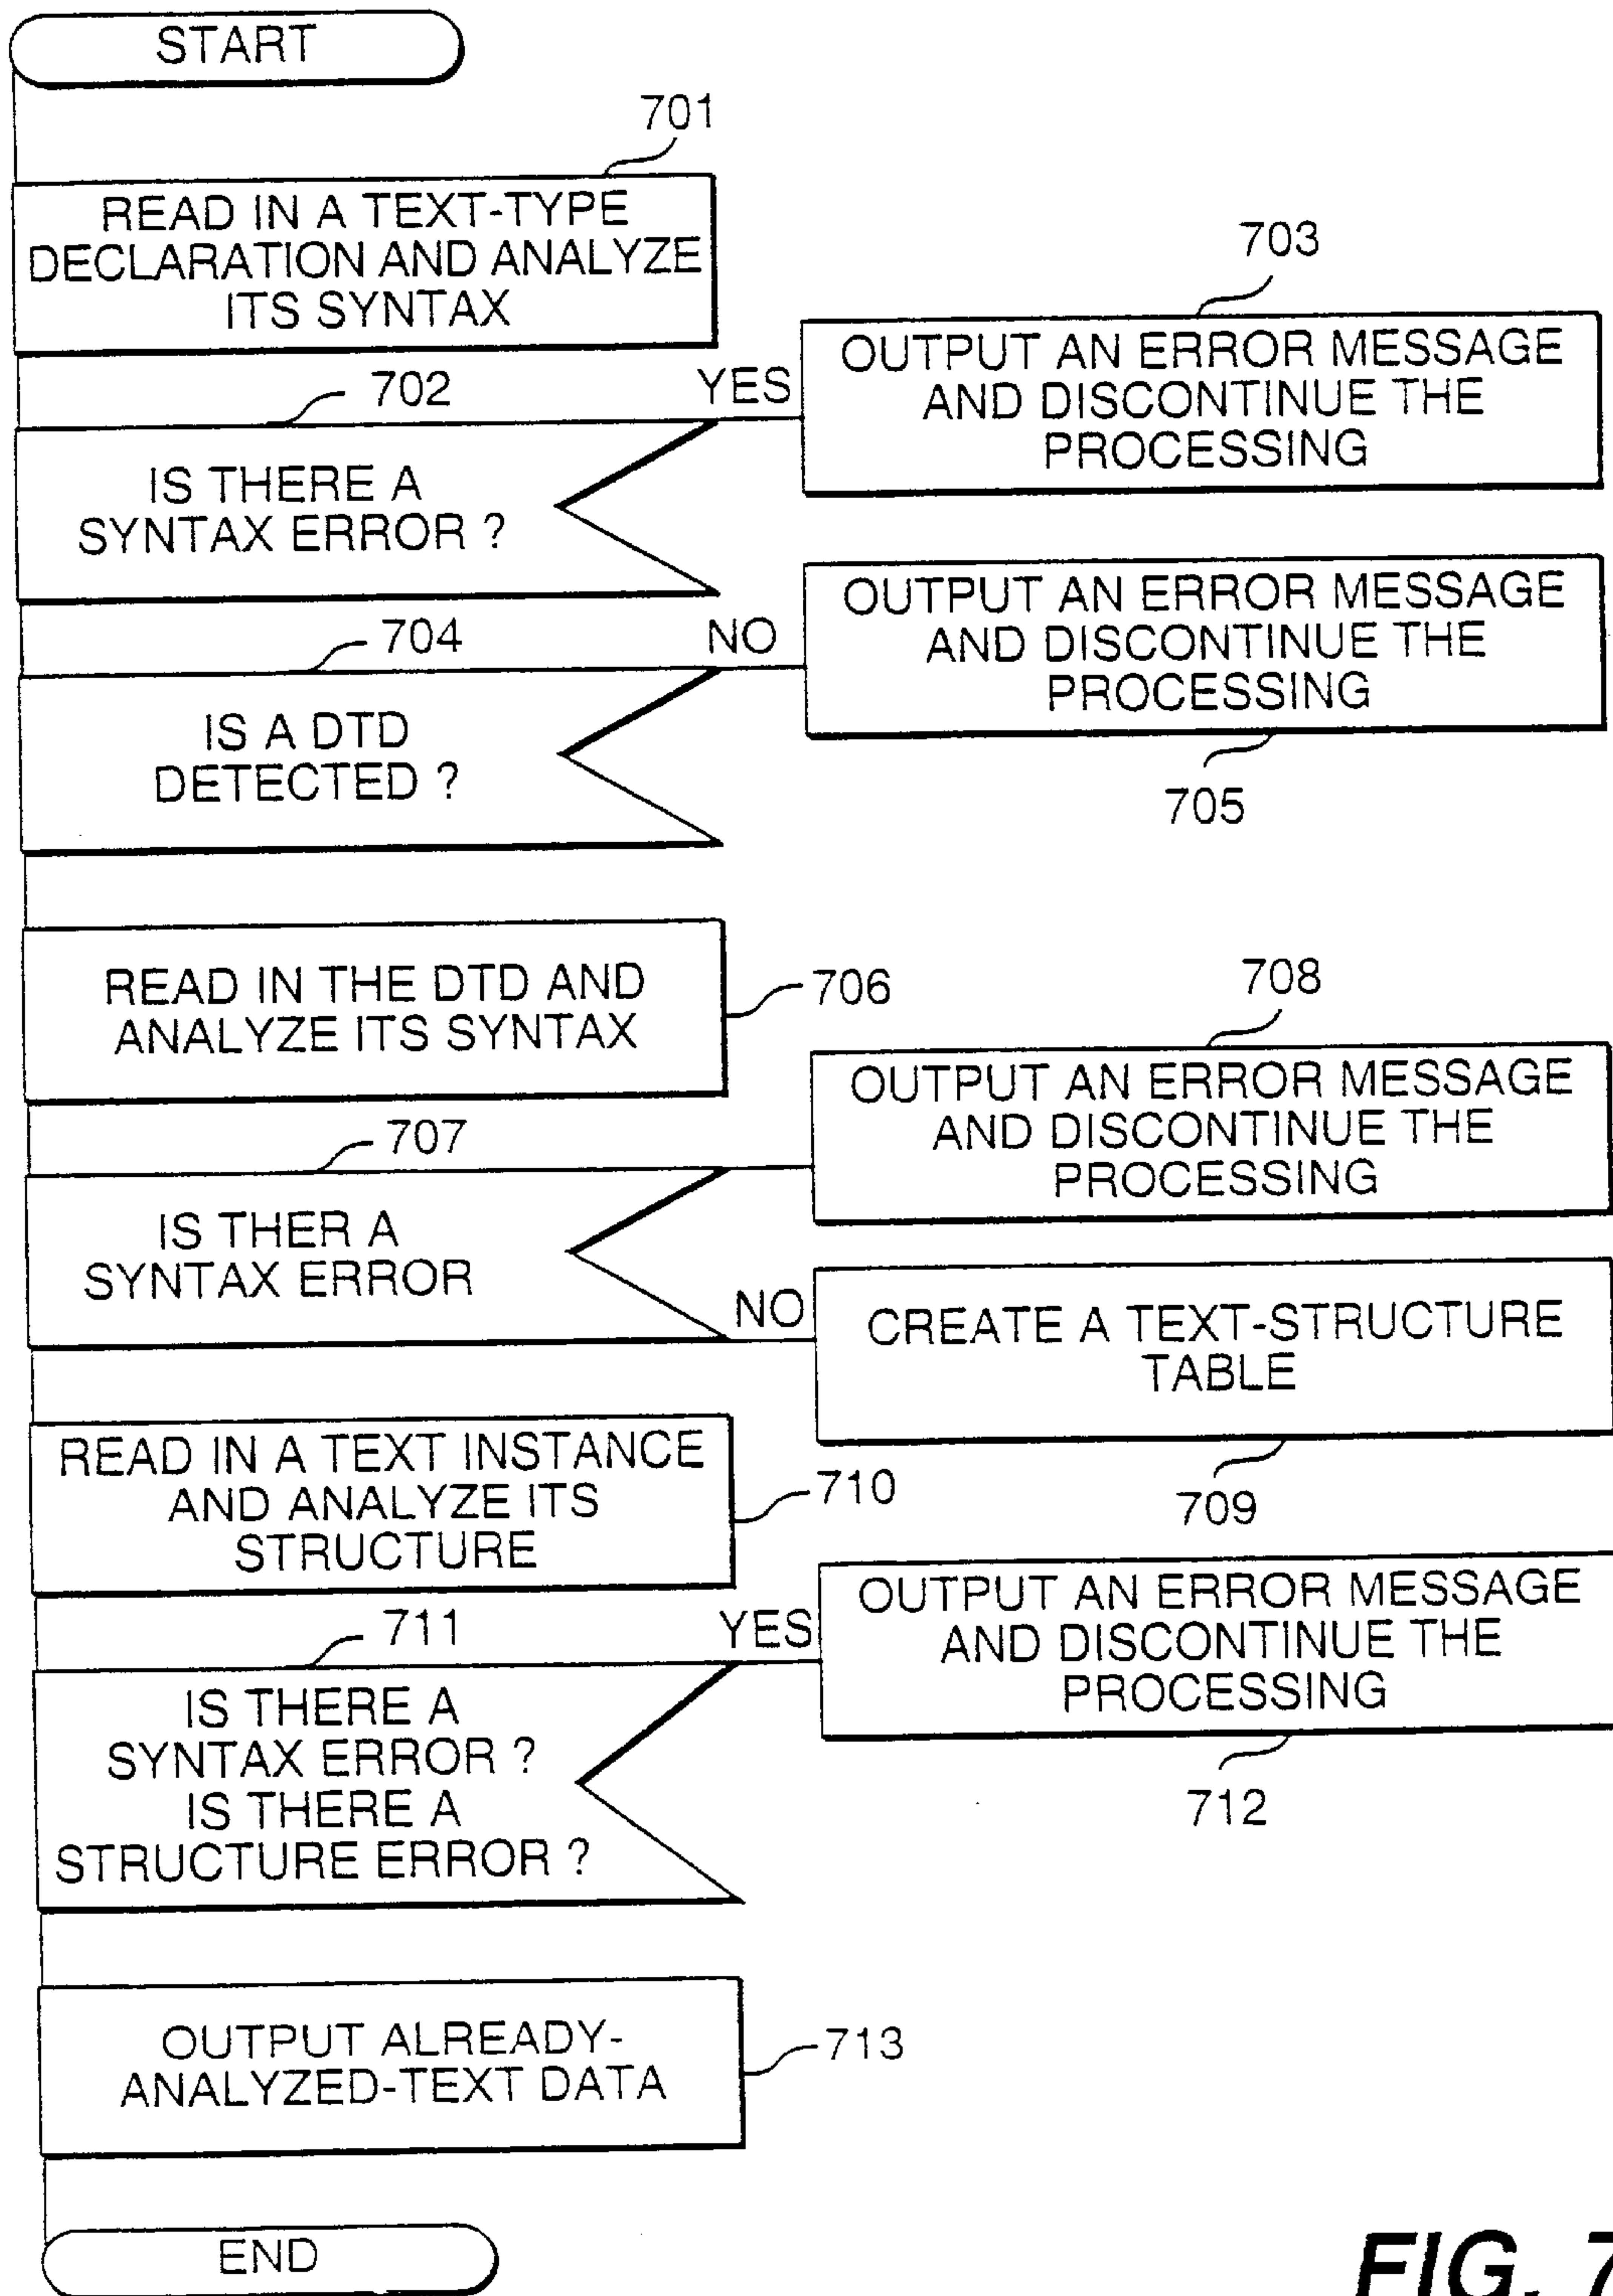 START
701
READ IN A TEXT-TYPE
DECLARATION AND ANALYZE
ITS SYNTAX
702
YES
703
OUTPUT AN ERROR MESSAGE
AND DISCONTINUE THE
PROCESSING
IS THERE A
SYNTAX ERROR ?
704
NO
OUTPUT AN ERROR MESSAGE
AND DISCONTINUE THE
PROCESSING
705
IS A DTD
DETECTED ?
READ IN THE DTD AND
ANALYZE ITS SYNTAX
706
707
708
OUTPUT AN ERROR MESSAGE
AND DISCONTINUE THE
PROCESSING
IS THER A
SYNTAX ERROR
NO
CREATE A TEXT-STRUCTURE
TABLE
709
READ IN A TEXT INSTANCE
AND ANALYZE ITS
STRUCTURE
710
711
YES
OUTPUT AN ERROR MESSAGE
AND DISCONTINUE THE
PROCESSING
712
IS THERE A
SYNTAX ERROR ?
IS THERE A
STRUCTURE ERROR ?
OUTPUT ALREADY-
ANALYZED-TEXT DATA
713
END
FIG. 7